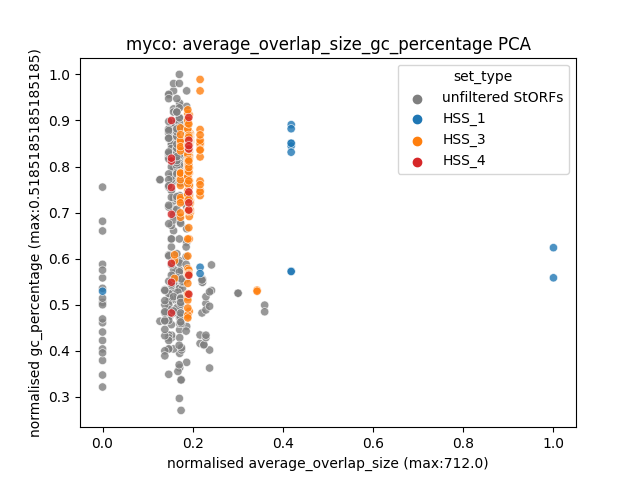 myco: average_overlap_size_gc_percentage PCA
set_type
unfiltered StORFs
HSS_1
HSS_3
HSS_4
normalised gc_percentage (max:0.5185185185185185)
1.0
0.9
0.8
0.7
0.6
0.5
0.4
0.3
0.0
0.2
0.4
0.6
0.8
1.0
normalised average_overlap_size (max:712.0)